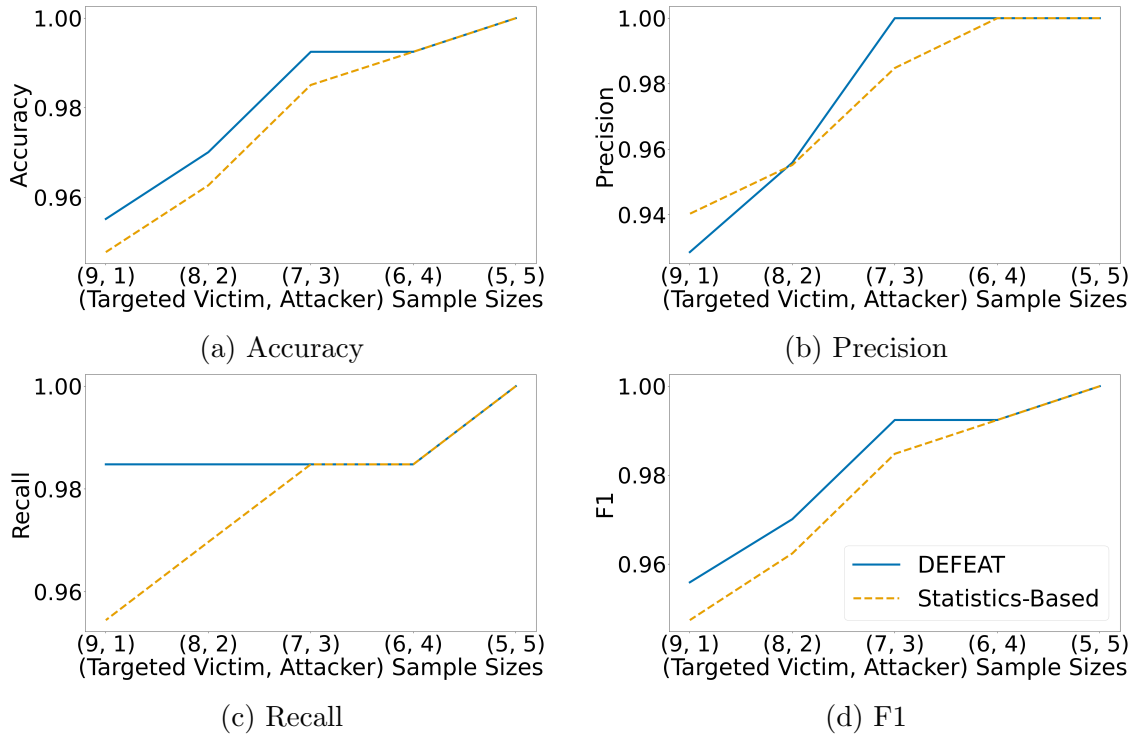 1.00
0.98
0.96
Accuracy
(9, 1) (8, 2) (7, 3) (6, 4) (5, 5)
(Targeted Victim, Attacker) Sample Sizes
(a) Accuracy
1.00
0.98
0.96
0.94
Precision
(9, 1) (8, 2) (7, 3) (6, 4) (5, 5)
(Targeted Victim, Attacker) Sample Sizes
(b) Precision
1.00
0.98
0.96
Recall
(9, 1) (8, 2) (7, 3) (6, 4) (5, 5)
(Targeted Victim, Attacker) Sample Sizes
(c) Recall
1.00
0.98
0.96
F1
DEFEAT
Statistics-Based
(9, 1) (8, 2) (7, 3) (6, 4) (5, 5)
(Targeted Victim, Attacker) Sample Sizes
(d) F1